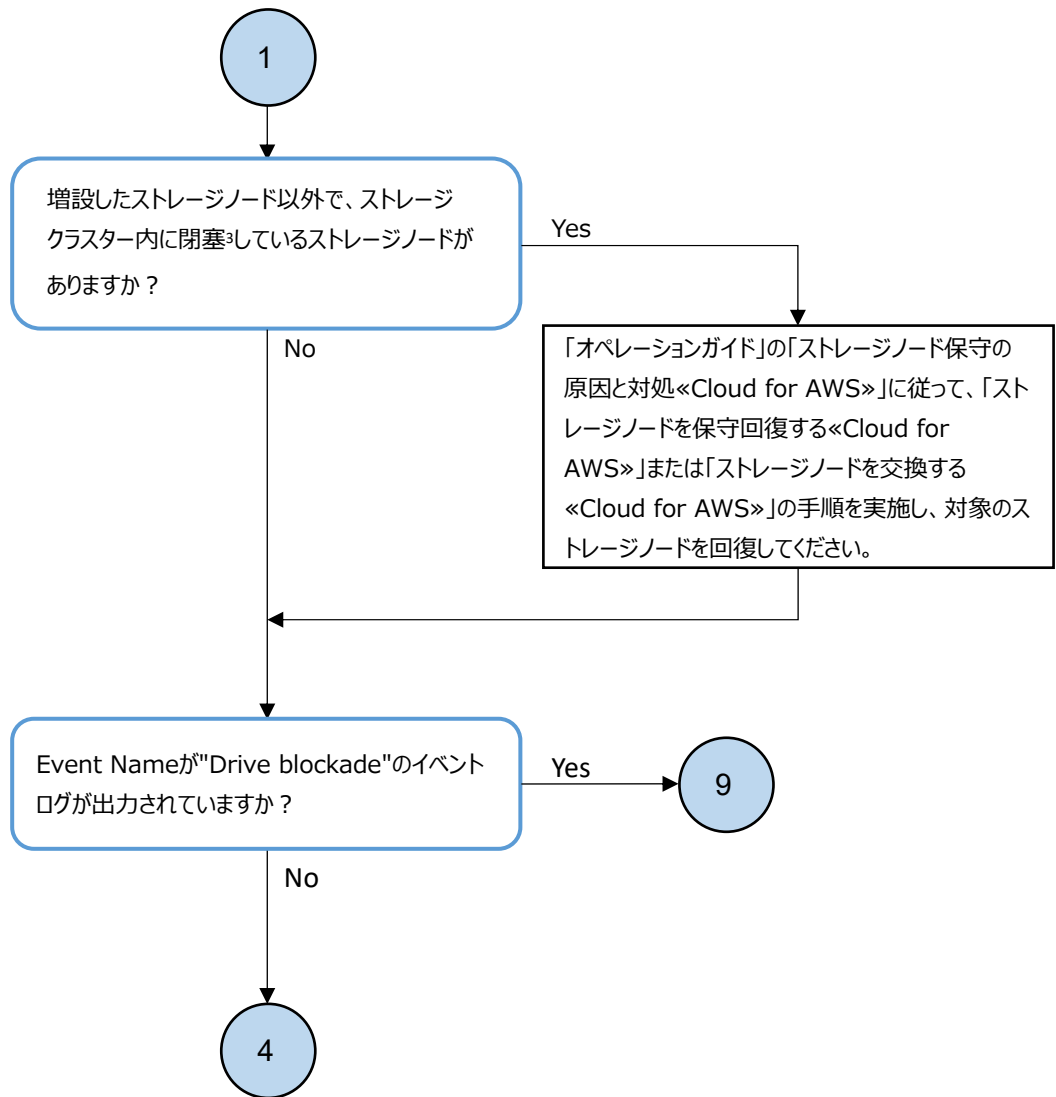 1
増設したストレージノード以外で、ストレージ
クラスター内に閉塞3しているストレージノードが
ありますか？
Yes
No
「オペレーションガイド」の「ストレージノード保守の
原因と対処≪Cloud for AWS≫」に従って、「スト
レージノードを保守回復する≪Cloud for
AWS≫」または「ストレージノードを交換する
≪Cloud for AWS≫」の手順を実施し、対象のス
トレージノードを回復してください。
Event Nameが"Drive blockade"のイベント
ログが出力されていますか？
Yes
9
No
4